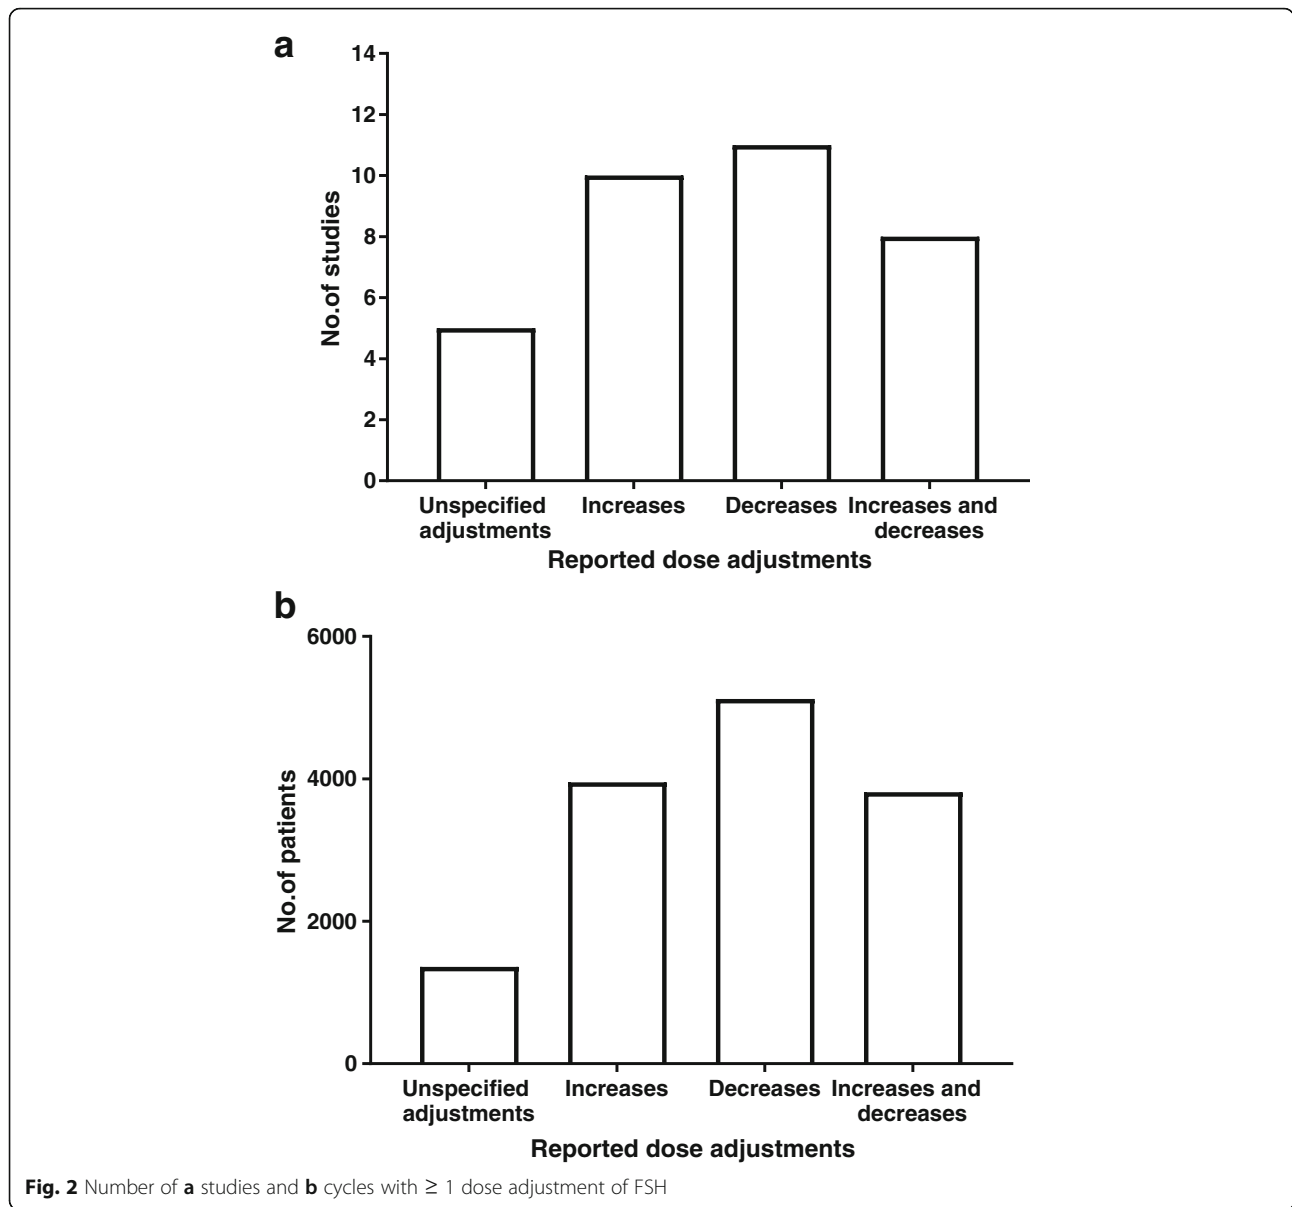 a
14
12
10
8
6
4
2
0
No.of studies
Unspecified adjustments
Increases
Decreases
Increases and decreases
Reported dose adjustments
b
6000
4000
2000
0
No.of patients
Unspecified adjustments
Increases
Decreases
Increases and decreases
Reported dose adjustments
Fig. 2 Number of a studies and b cycles with ≥ 1 dose adjustment of FSH